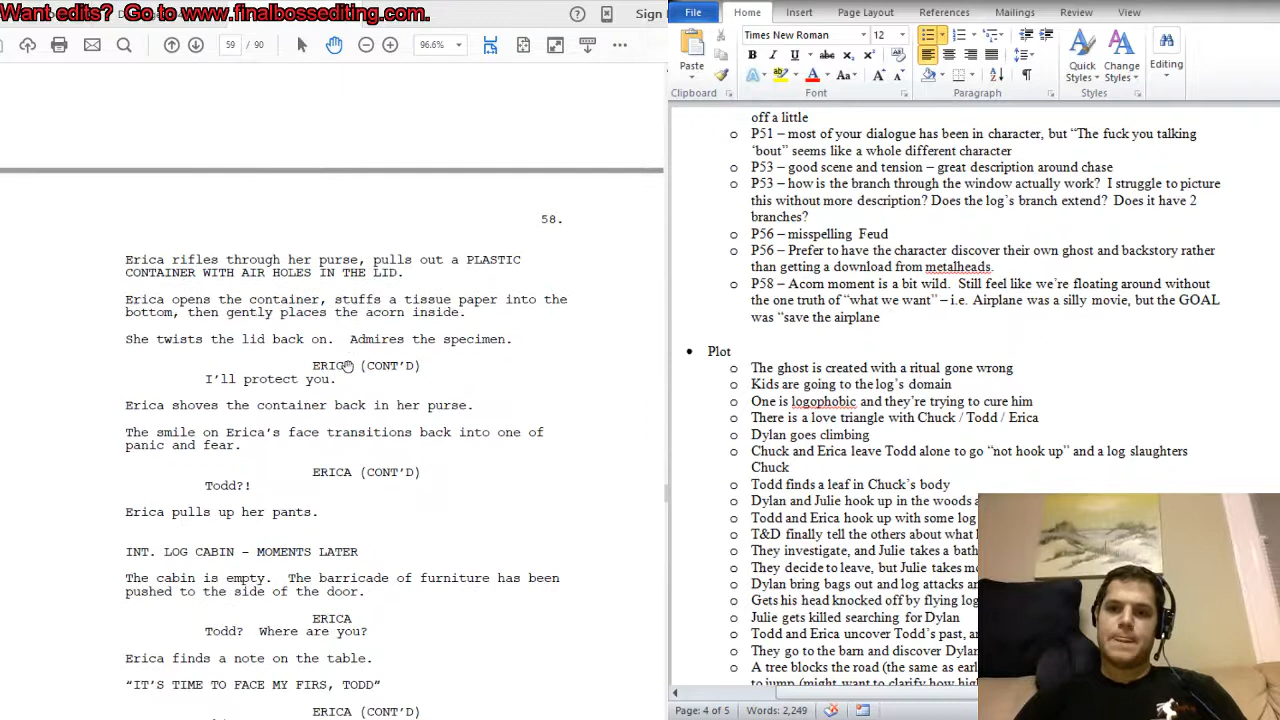 Want edits?  Go to www.finalbossediting.com.
Sign
59
90
96.6%
File
Home
Insert
Page Layout
References
Mailings
Review
View
Times New Roman
12
Paste
B I U abc x₂ x²
A Aa A A
Quick Styles
Change Styles
Editing
Clipboard
Font
Paragraph
Styles
58.
Erica rifles through her purse, pulls out a PLASTIC
CONTAINER WITH AIR HOLES IN THE LID.
Erica opens the container, stuffs a tissue paper into the
bottom, then gently places the acorn inside.
She twists the lid back on.  Admires the specimen.
ERICA (CONT'D)
I'll protect you.
Erica shoves the container back in her purse.
The smile on Erica's face transitions back into one of
panic and fear.
ERICA (CONT'D)
Todd?!
Erica pulls up her pants.
INT. LOG CABIN - MOMENTS LATER
The cabin is empty.  The barricade of furniture has been
pushed to the side of the door.
ERICA
Todd?  Where are you?
Erica finds a note on the table.
"IT'S TIME TO FACE MY FIRS, TODD"
ERICA (CONT'D)
off a little
o P51 – most of your dialogue has been in character, but “The fuck you talking
‘bout” seems like a whole different character
o P53 – good scene and tension – great description around chase
o P53 – how is the branch through the window actually work?  I struggle to picture
this without more description? Does the log’s branch extend?  Does it have 2
branches?
o P56 – misspelling  Feud
o P56 – Prefer to have the character discover their own ghost and backstory rather
than getting a download from metalheads.
o P58 – Acorn moment is a bit wild.  Still feel like we’re floating around without
the one truth of “what we want” – i.e. Airplane was a silly movie, but the GOAL
was “save the airplane
• Plot
o The ghost is created with a ritual gone wrong
o Kids are going to the log’s domain
o One is logophobic and they’re trying to cure him
o There is a love triangle with Chuck / Todd / Erica
o Dylan goes climbing
o Chuck and Erica leave Todd alone to go “not hook up” and a log slaughters
Chuck
o Todd finds a leaf in Chuck’s body
o Dylan and Julie hook up in the woods a
o Todd and Erica hook up with some log
o T&D finally tell the others about what
o They investigate, and Julie takes a bath
o They decide to leave, but Julie takes mo
o Dylan bring bags out and log attacks a
o Gets his head knocked off by flying log
o Julie gets killed searching for Dylan
o Todd and Erica uncover Todd’s past, a
o They go to the barn and discover Dylan
o A tree blocks the road (the same as earl
to jump (might want to clarify how high
Page: 4 of 5
Words: 2,249